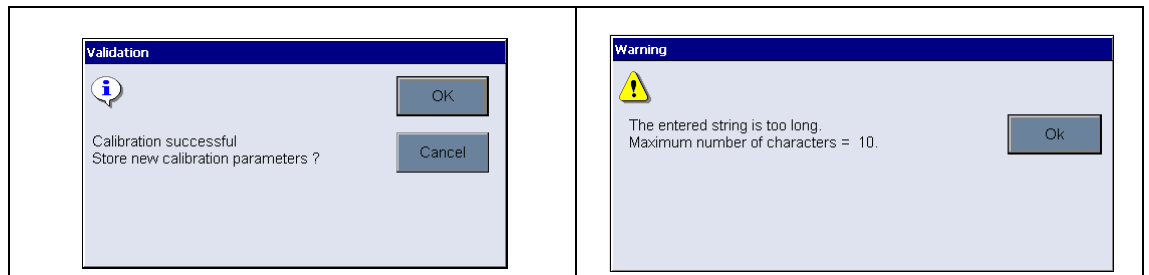 Validation
OK
Calibration successful
Store new calibration parameters ?
Cancel
Warning
The entered string is too long.
Maximum number of characters = 10.
Ok